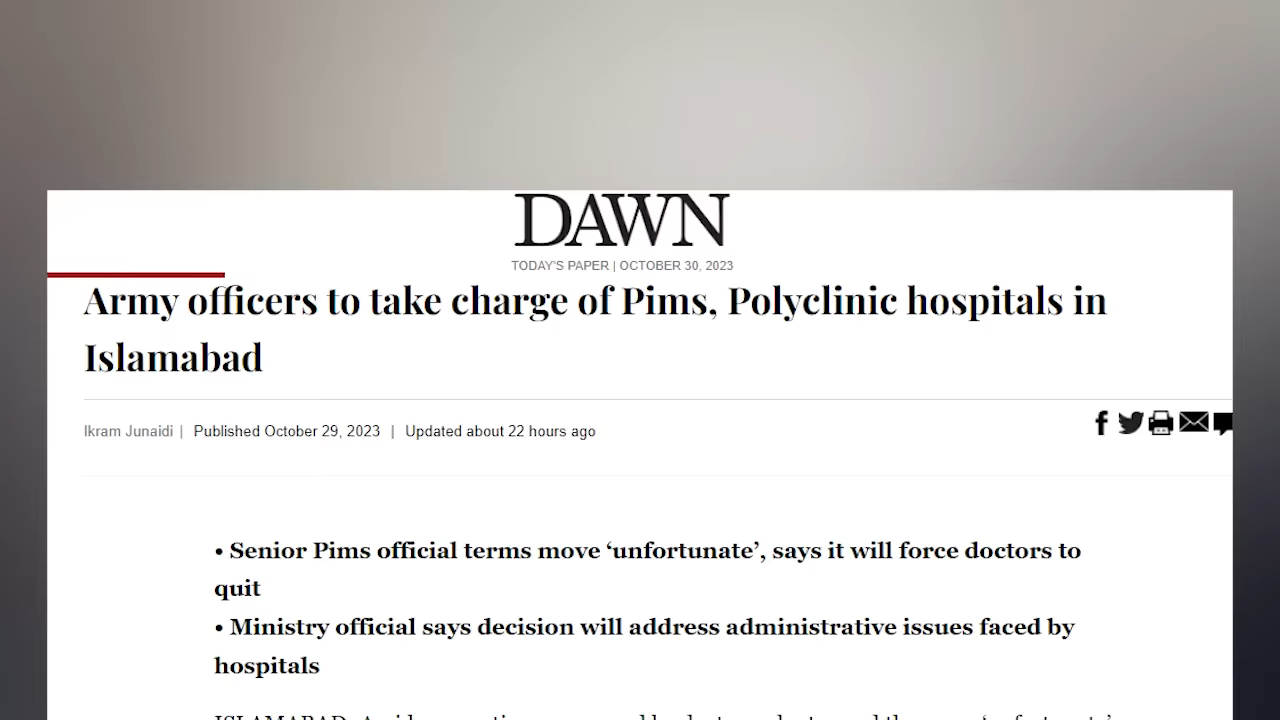 DAWN
TODAY'S PAPER | OCTOBER 30, 2023
Army officers to take charge of Pims, Polyclinic hospitals in
Islamabad
Ikram Junaidi | Published October 29, 2023 | Updated about 22 hours ago
• Senior Pims official terms move ‘unfortunate’, says it will force doctors to
quit
• Ministry official says decision will address administrative issues faced by
hospitals